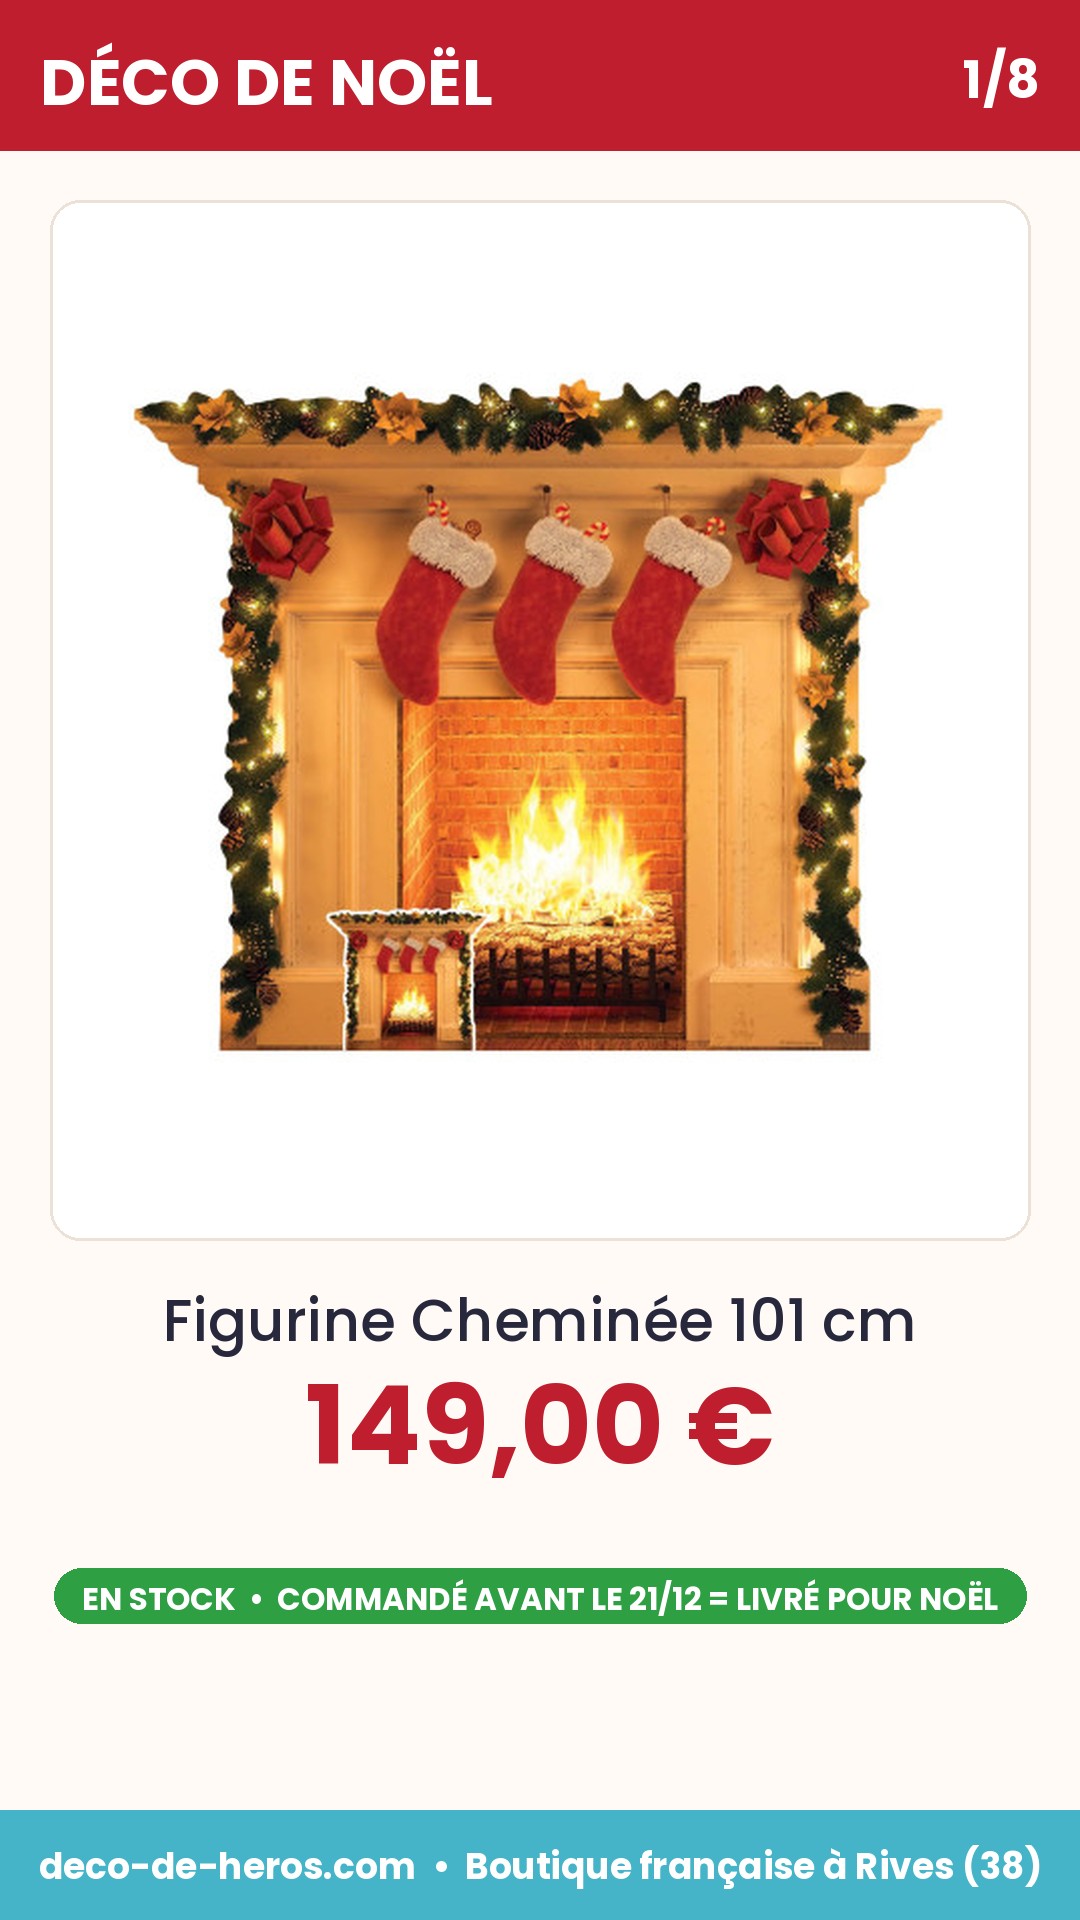 DÉCO DE NOËL
1/8
Figurine Cheminée 101 cm
149,00 €
EN STOCK • COMMANDÉ AVANT LE 21/12 = LIVRÉ POUR NOËL
deco-de-heros.com • Boutique française à Rives (38)